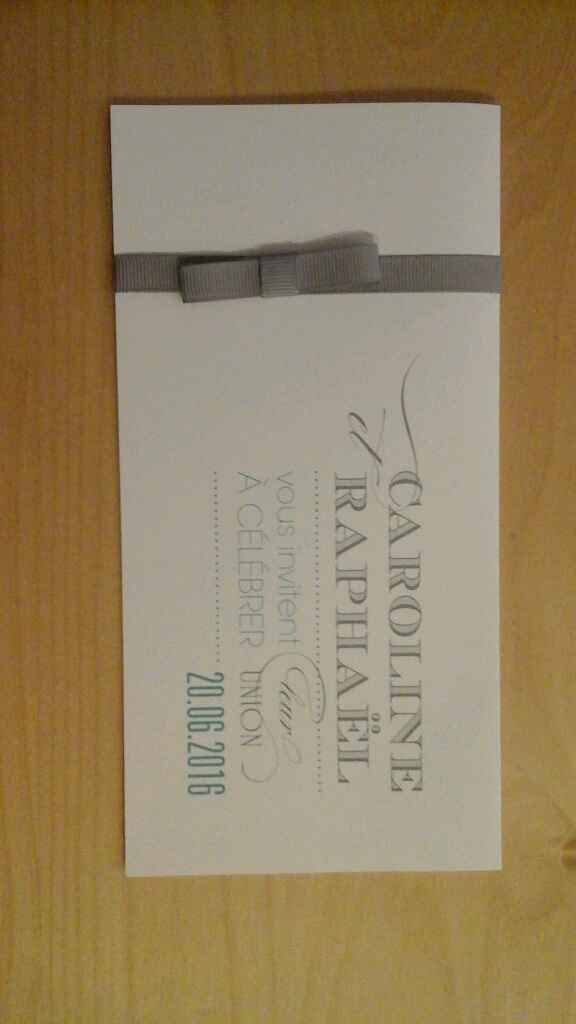 CAROLINE
et RAPHAËL
vous invitent
À CÉLÉBRER leur UNION
20.06.2016